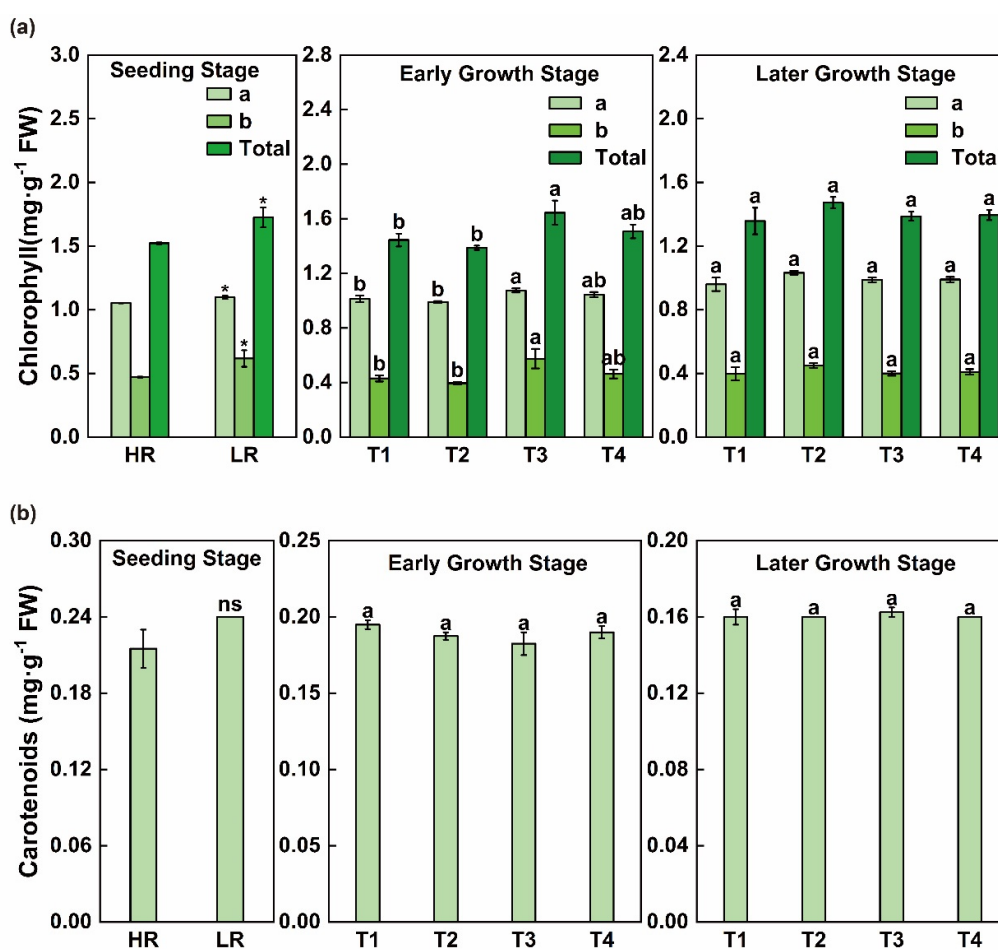 (a)
Chlorophyll(mg·g⁻¹ FW)
3.0
2.5
2.0
1.5
1.0
0.5
0.0
Seeding Stage
a
b
Total
*
*
*
HR LR
2.8
2.4
2.0
1.6
1.2
0.8
0.4
0.0
Early Growth Stage
a
b
Total
b b b
b b b
a a a
ab ab ab
T1 T2 T3 T4
2.4
2.0
1.6
1.2
0.8
0.4
0.0
Later Growth Stage
a
b
Total
a a a
a a a
a a a
a a a
T1 T2 T3 T4
(b)
Carotenoids (mg·g⁻¹ FW)
0.30
0.24
0.18
0.12
0.06
0.00
Seeding Stage
ns
HR LR
0.25
0.20
0.15
0.10
0.05
0.00
Early Growth Stage
a a a a
T1 T2 T3 T4
0.20
0.16
0.12
0.08
0.04
0.00
Later Growth Stage
a a a a
T1 T2 T3 T4